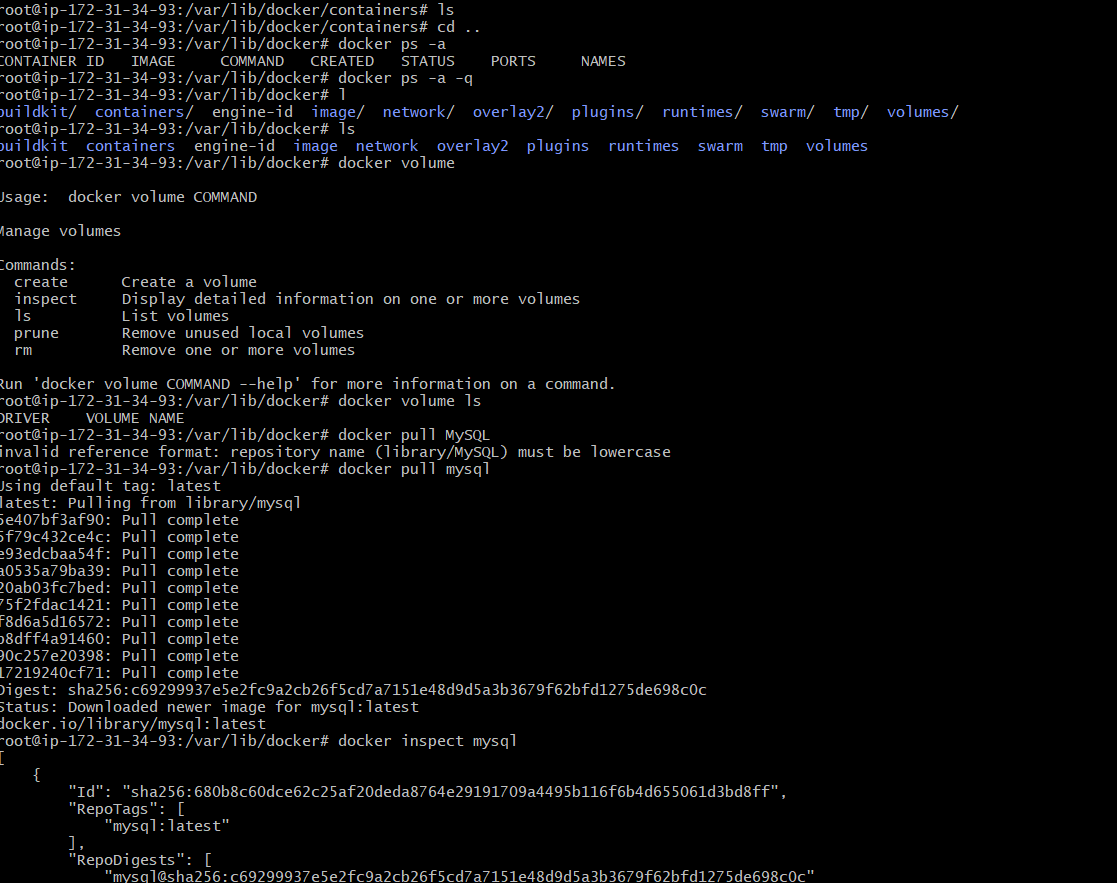 root@ip-172-31-34-93:/var/lib/docker/containers# ls
root@ip-172-31-34-93:/var/lib/docker/containers# cd ..
root@ip-172-31-34-93:/var/lib/docker# docker ps -a
CONTAINER ID   IMAGE     COMMAND   CREATED   STATUS    PORTS     NAMES
root@ip-172-31-34-93:/var/lib/docker# docker ps -a -q
root@ip-172-31-34-93:/var/lib/docker# l
buildkit/  containers/  engine-id  image/  network/  overlay2/  plugins/  runtimes/  swarm/  tmp/  volumes/
root@ip-172-31-34-93:/var/lib/docker# ls
buildkit  containers  engine-id  image  network  overlay2  plugins  runtimes  swarm  tmp  volumes
root@ip-172-31-34-93:/var/lib/docker# docker volume
Usage:  docker volume COMMAND
Manage volumes
Commands:
  create      Create a volume
  inspect     Display detailed information on one or more volumes
  ls          List volumes
  prune       Remove unused local volumes
  rm          Remove one or more volumes
Run 'docker volume COMMAND --help' for more information on a command.
root@ip-172-31-34-93:/var/lib/docker# docker volume ls
DRIVER    VOLUME NAME
root@ip-172-31-34-93:/var/lib/docker# docker pull MySQL
invalid reference format: repository name (library/MySQL) must be lowercase
root@ip-172-31-34-93:/var/lib/docker# docker pull mysql
Using default tag: latest
latest: Pulling from library/mysql
5e407bf3af90: Pull complete
5f79c432ce4c: Pull complete
e93edcbaa54f: Pull complete
a0535a79ba39: Pull complete
20ab03fc7bed: Pull complete
75f2fdac1421: Pull complete
f8d6a5d16572: Pull complete
b8dff4a91460: Pull complete
90c257e20398: Pull complete
17219240cf71: Pull complete
Digest: sha256:c69299937e5e2fc9a2cb26f5cd7a7151e48d9d5a3b3679f62bfd1275de698c0c
Status: Downloaded newer image for mysql:latest
docker.io/library/mysql:latest
root@ip-172-31-34-93:/var/lib/docker# docker inspect mysql
[
    {
        "Id": "sha256:680b8c60dce62c25af20deda8764e29191709a4495b116f6b4d655061d3bd8ff",
        "RepoTags": [
            "mysql:latest"
        ],
        "RepoDigests": [
            "mysql@sha256:c69299937e5e2fc9a2cb26f5cd7a7151e48d9d5a3b3679f62bfd1275de698c0c"